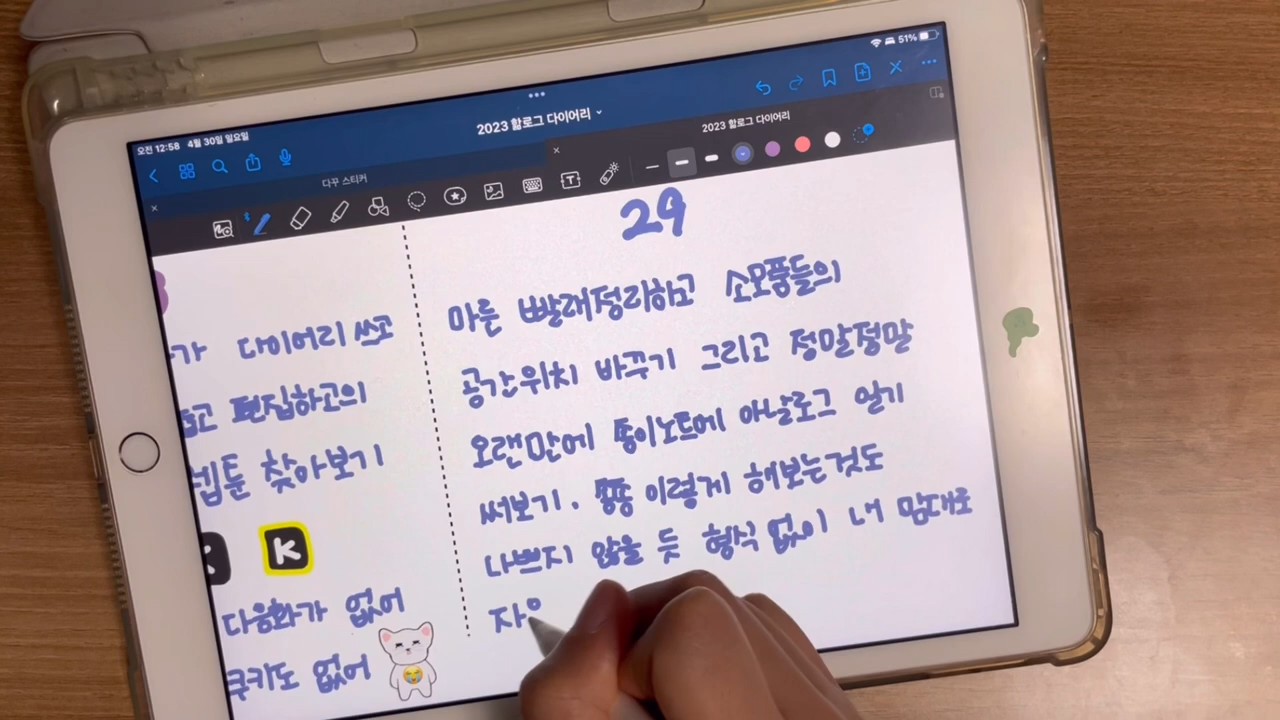 오전 12:58 4월 30일 일요일
51%
2023 핣로그 다이어리
다꾸 스티커
2023 핣로그 다이어리
T
가 다이어리 쓰고
고 편집하고의
웹툰 찾아보기
K
다음화가 없어
쿠키도 없어
29
마른 빨래정리하고 소모품들의
공간위치 바꾸기 그리고 정말정말
오랜만에 종이노트에 아날로그 일기
써보기. 종종 이렇게 해보는것도
나쁘지 않을 듯 형식 없이 내 맘대로
자으